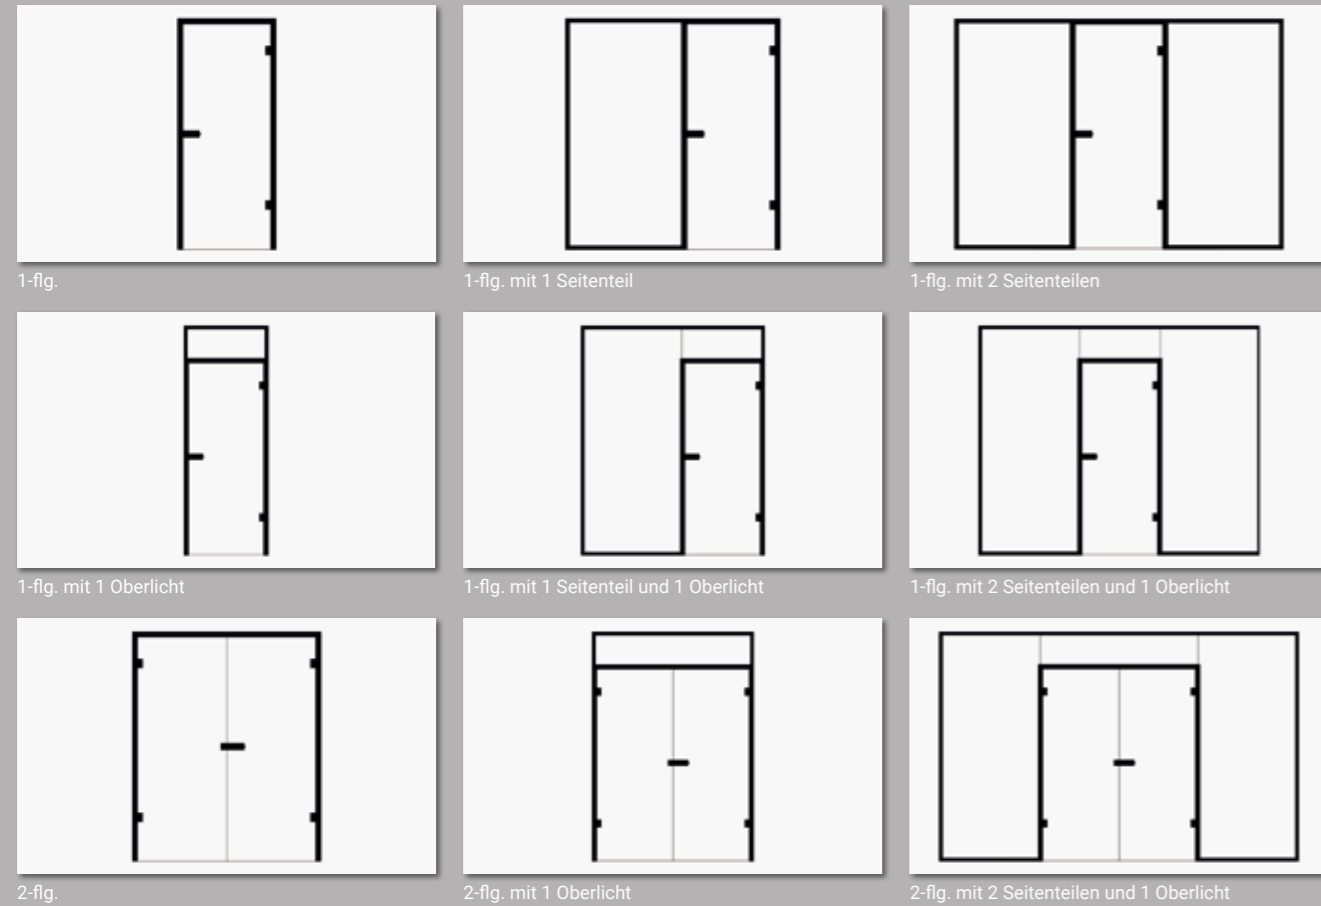 1-flg.
1-flg. mit 1 Seitenteil
1-flg. mit 2 Seitenteilen
1-flg. mit 1 Oberlicht
1-flg. mit 1 Seitenteil und 1 Oberlicht
1-flg. mit 2 Seitenteilen und 1 Oberlicht
2-flg.
2-flg. mit 1 Oberlicht
2-flg. mit 2 Seitenteilen und 1 Oberlicht